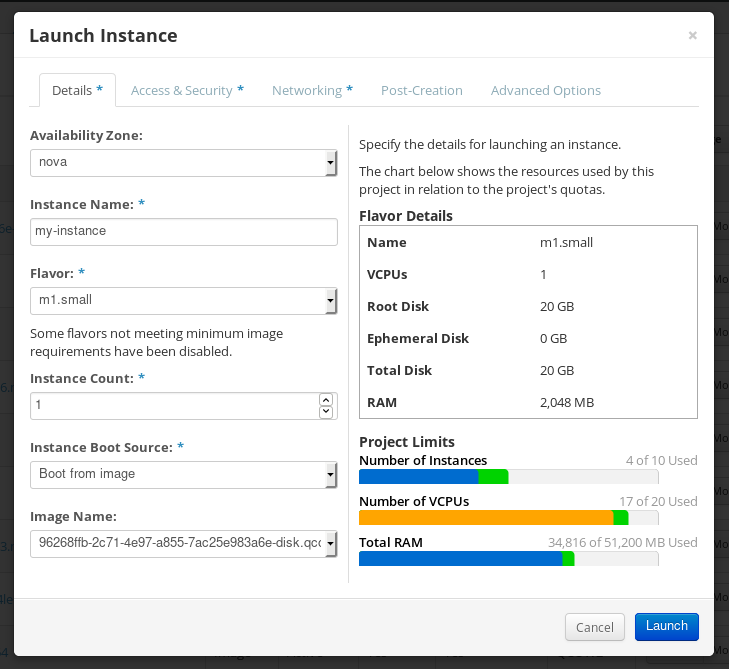 Launch Instance
×
Details *
Access & Security *
Networking *
Post-Creation
Advanced Options
Availability Zone:
nova
Instance Name: *
my-instance
Flavor: *
m1.small
Some flavors not meeting minimum image
requirements have been disabled.
Instance Count: *
1
Instance Boot Source: *
Boot from image
Image Name:
96268ffb-2c71-4e97-a855-7ac25e983a6e-disk.qc
Specify the details for launching an instance.
The chart below shows the resources used by this
project in relation to the project's quotas.
Flavor Details
Name m1.small
VCPUs 1
Root Disk 20 GB
Ephemeral Disk 0 GB
Total Disk 20 GB
RAM 2,048 MB
Project Limits
Number of Instances 4 of 10 Used
Number of VCPUs 17 of 20 Used
Total RAM 34,816 of 51,200 MB Used
Cancel
Launch